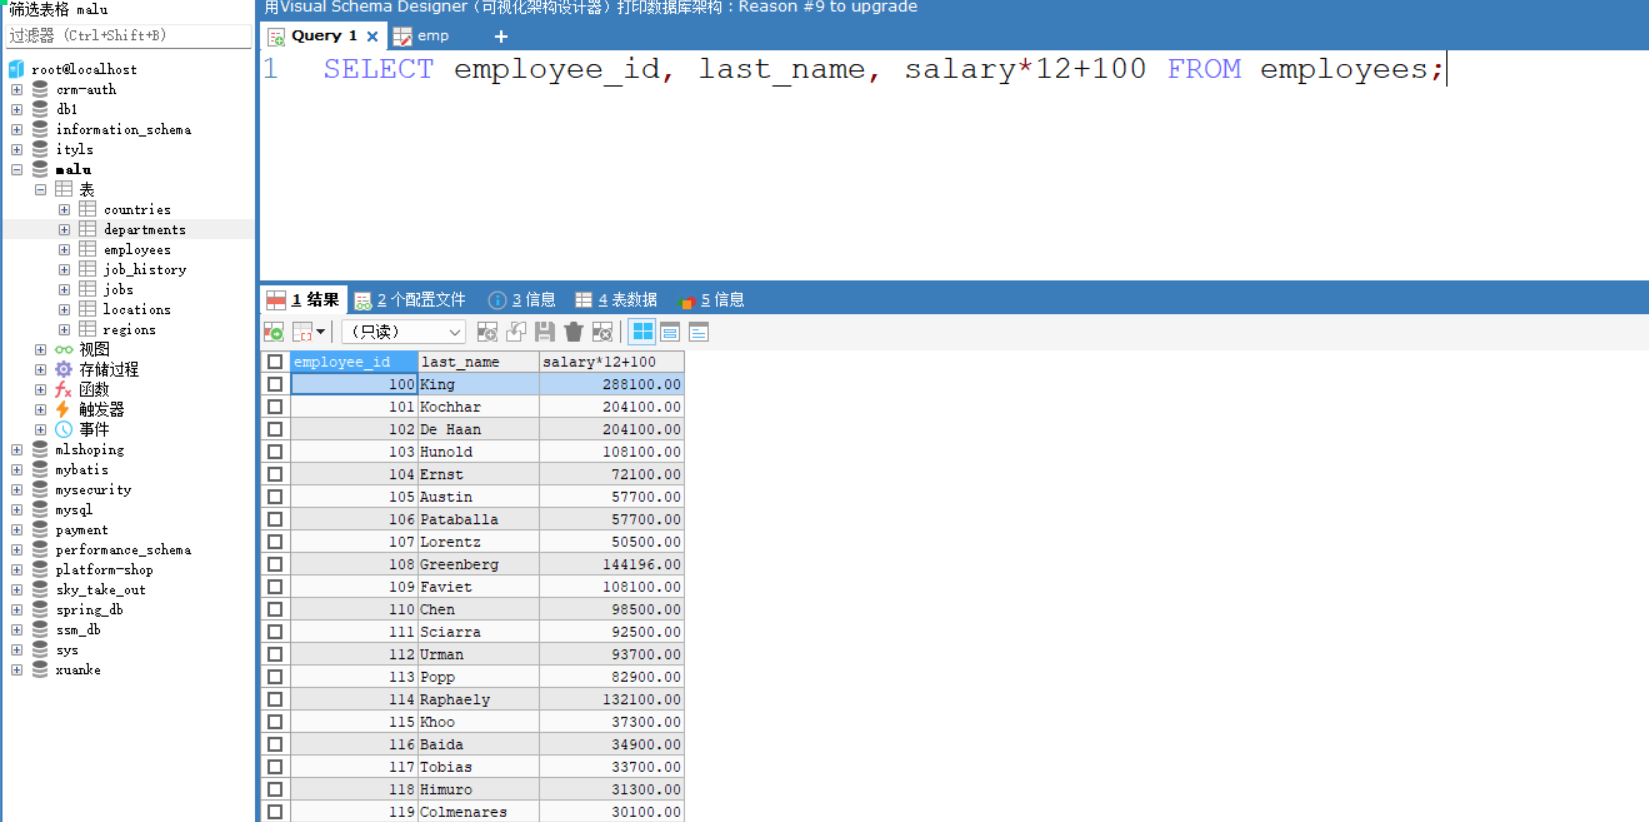 筛选表格 malu
过滤器 (Ctrl+Shift+B)
root@localhost
crm-auth
db1
information_schema
ityls
malu
表
countries
departments
employees
job_history
jobs
locations
regions
视图
存储过程
函数
触发器
事件
mlshoping
mybatis
mysecurity
mysql
payment
performance_schema
platform-shop
sky_take_out
spring_db
ssm_db
sys
xuanke
用Visual Schema Designer（可视化架构设计器）打印数据库架构：Reason #9 to upgrade
Query 1 × emp +
1 SELECT employee_id, last_name, salary*12+100 FROM employees;
1 结果 2 个配置文件 3 信息 4 表数据 5 信息
（只读）
employee_id last_name salary*12+100
100 King 288100.00
101 Kochhar 204100.00
102 De Haan 204100.00
103 Hunold 108100.00
104 Ernst 72100.00
105 Austin 57700.00
106 Pataballa 57700.00
107 Lorentz 50500.00
108 Greenberg 144196.00
109 Faviet 108100.00
110 Chen 98500.00
111 Sciarra 92500.00
112 Urman 93700.00
113 Popp 82900.00
114 Raphaely 132100.00
115 Khoo 37300.00
116 Baida 34900.00
117 Tobias 33700.00
118 Himuro 31300.00
119 Colmenares 30100.00